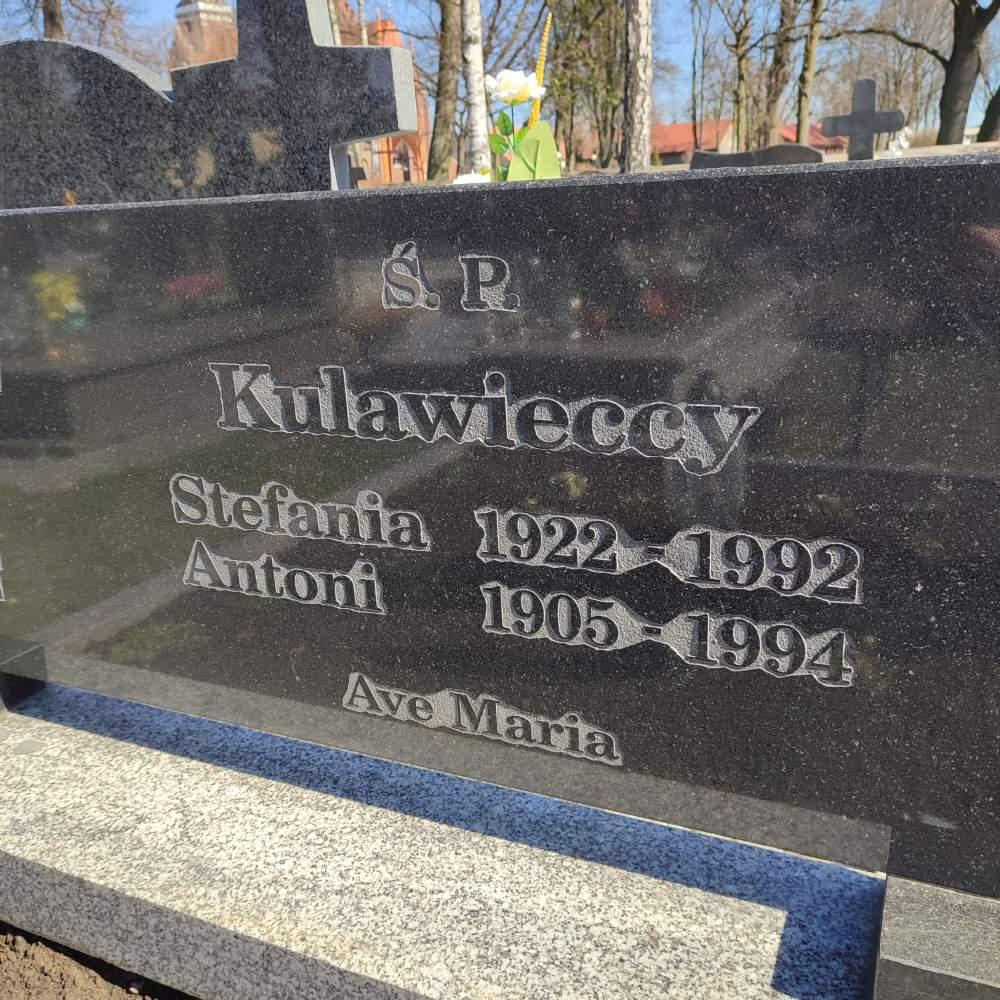 Ś. P.
Kulawieccy
Stefania 1922 - 1992
Antoni 1905 - 1994
Ave Maria